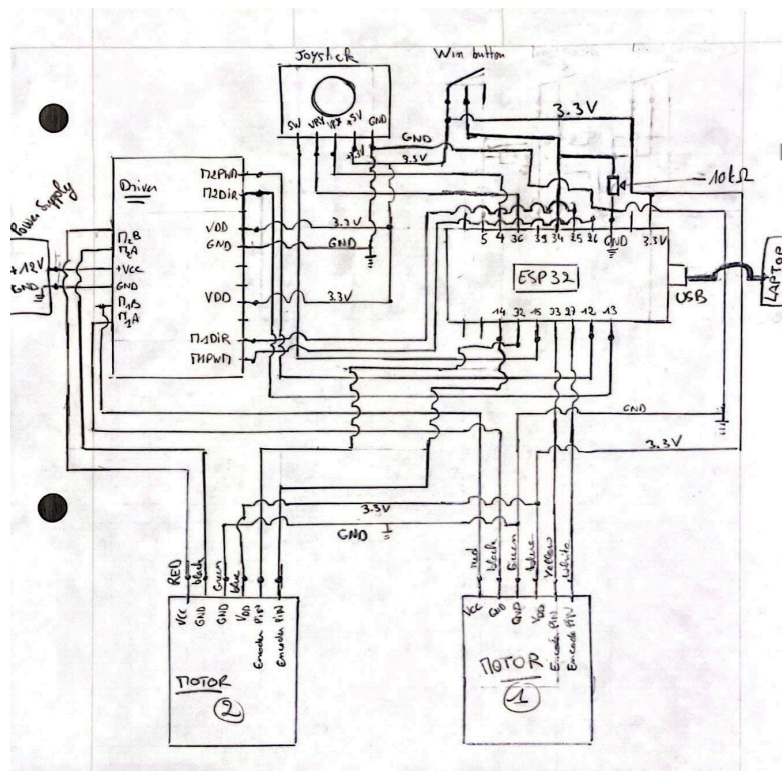 Joystick
Win button
SW
VRY
VRX
+5V
GND
GND
3.3V
3.3V
3.3V
10kΩ
Power Supply
+12V
GND
Driver
M2PWM
M2DIR
VDD
GND
VDD
M1DIR
M1PWM
M2B
M2A
+VCC
GND
M1B
M1A
3.3V
GND
3.3V
5
4
36
39
34
25
26
GND
3.3V
ESP32
USB
LAPTOP
14
32
15
33
27
12
13
GND
3.3V
3.3V
GND
RED
black
Green
blue
VCC
GND
GND
VDD
Encoder PIN
Encoder PIN
MOTOR
2
red
black
Green
blue
Yellow
White
VCC
GND
GND
VDD
Encoder PIN
Encoder PIN
MOTOR
1